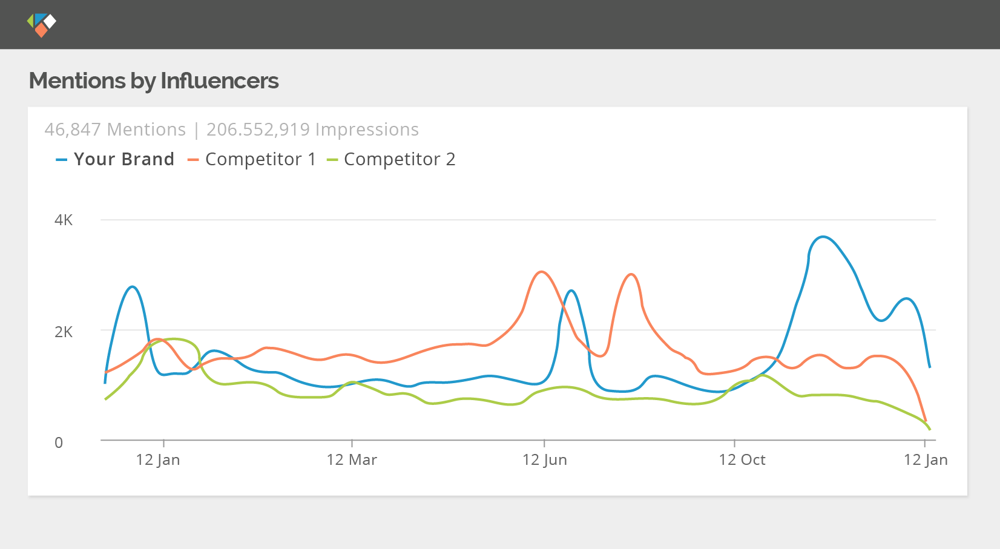 Mentions by Influencers
46,847 Mentions | 206.552,919 Impressions
Your Brand Competitor 1 Competitor 2
4K
2K
0
12 Jan 12 Mar 12 Jun 12 Oct 12 Jan